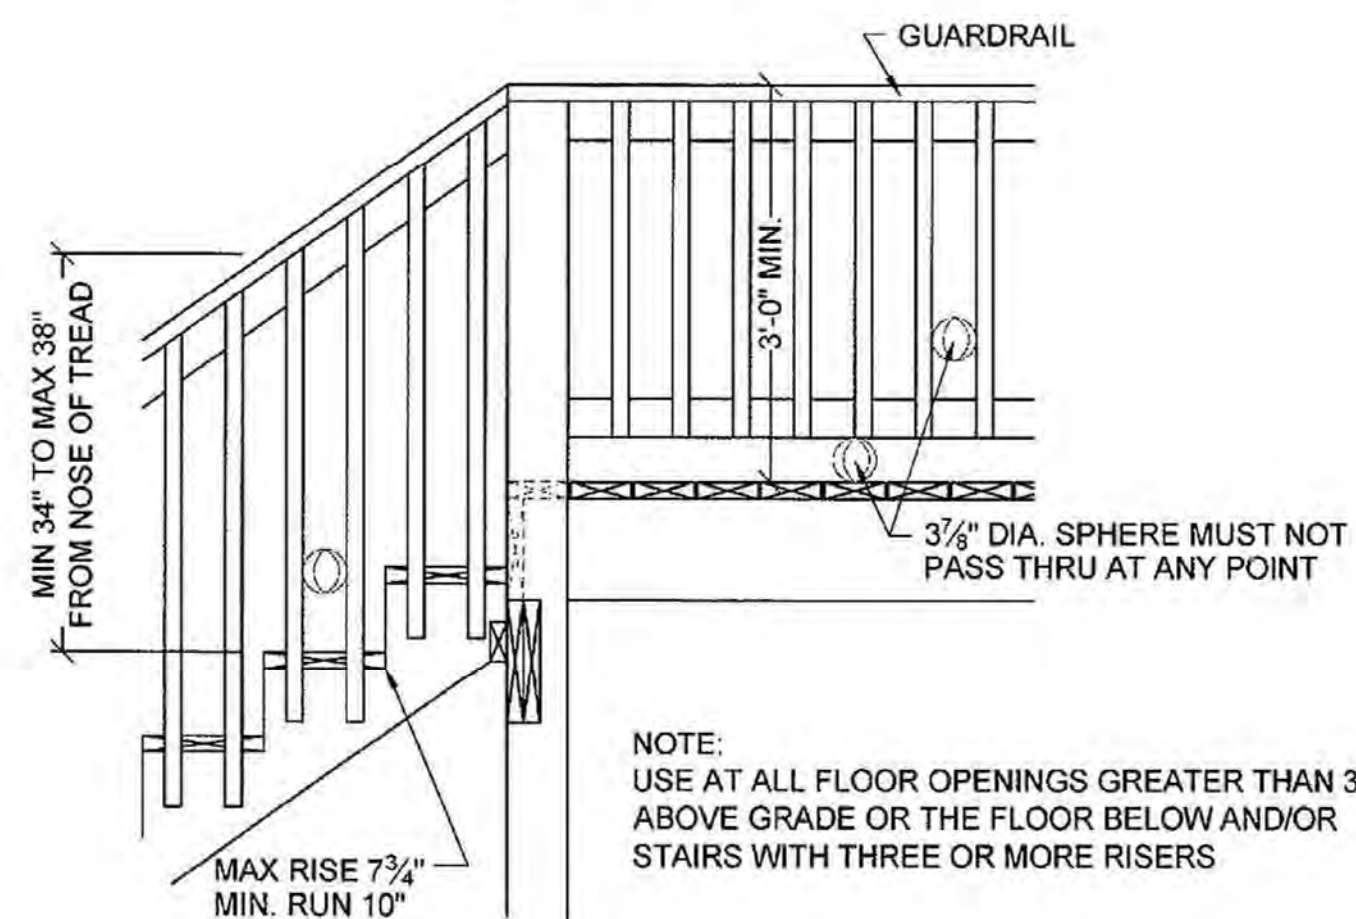 GUARDRAIL
MIN 34" TO MAX 38"
FROM NOSE OF TREAD
3'-0" MIN.
3⅞" DIA. SPHERE MUST NOT
PASS THRU AT ANY POINT
MAX RISE 7¾"
MIN. RUN 10"
NOTE:
USE AT ALL FLOOR OPENINGS GREATER THAN 3
ABOVE GRADE OR THE FLOOR BELOW AND/OR
STAIRS WITH THREE OR MORE RISERS